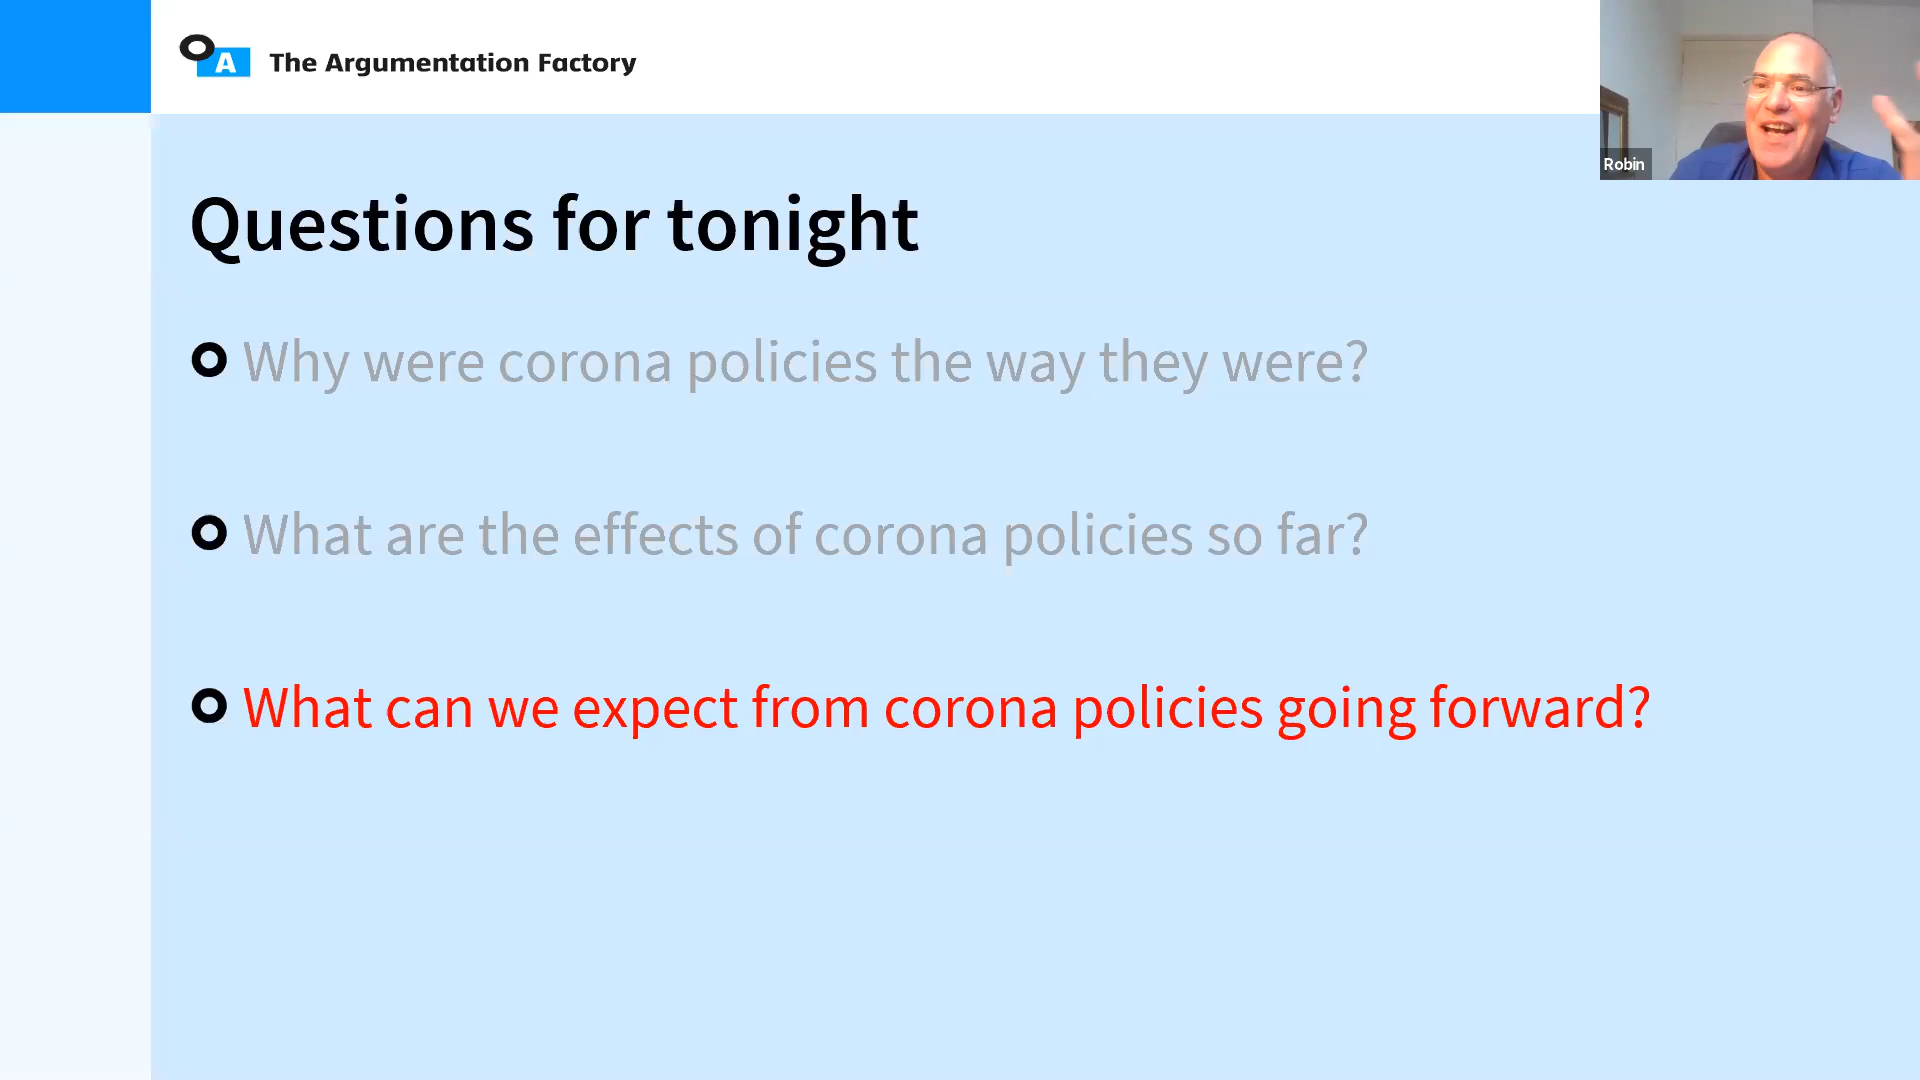 A The Argumentation Factory
Robin
Questions for tonight
Why were corona policies the way they were?
What are the effects of corona policies so far?
What can we expect from corona policies going forward?